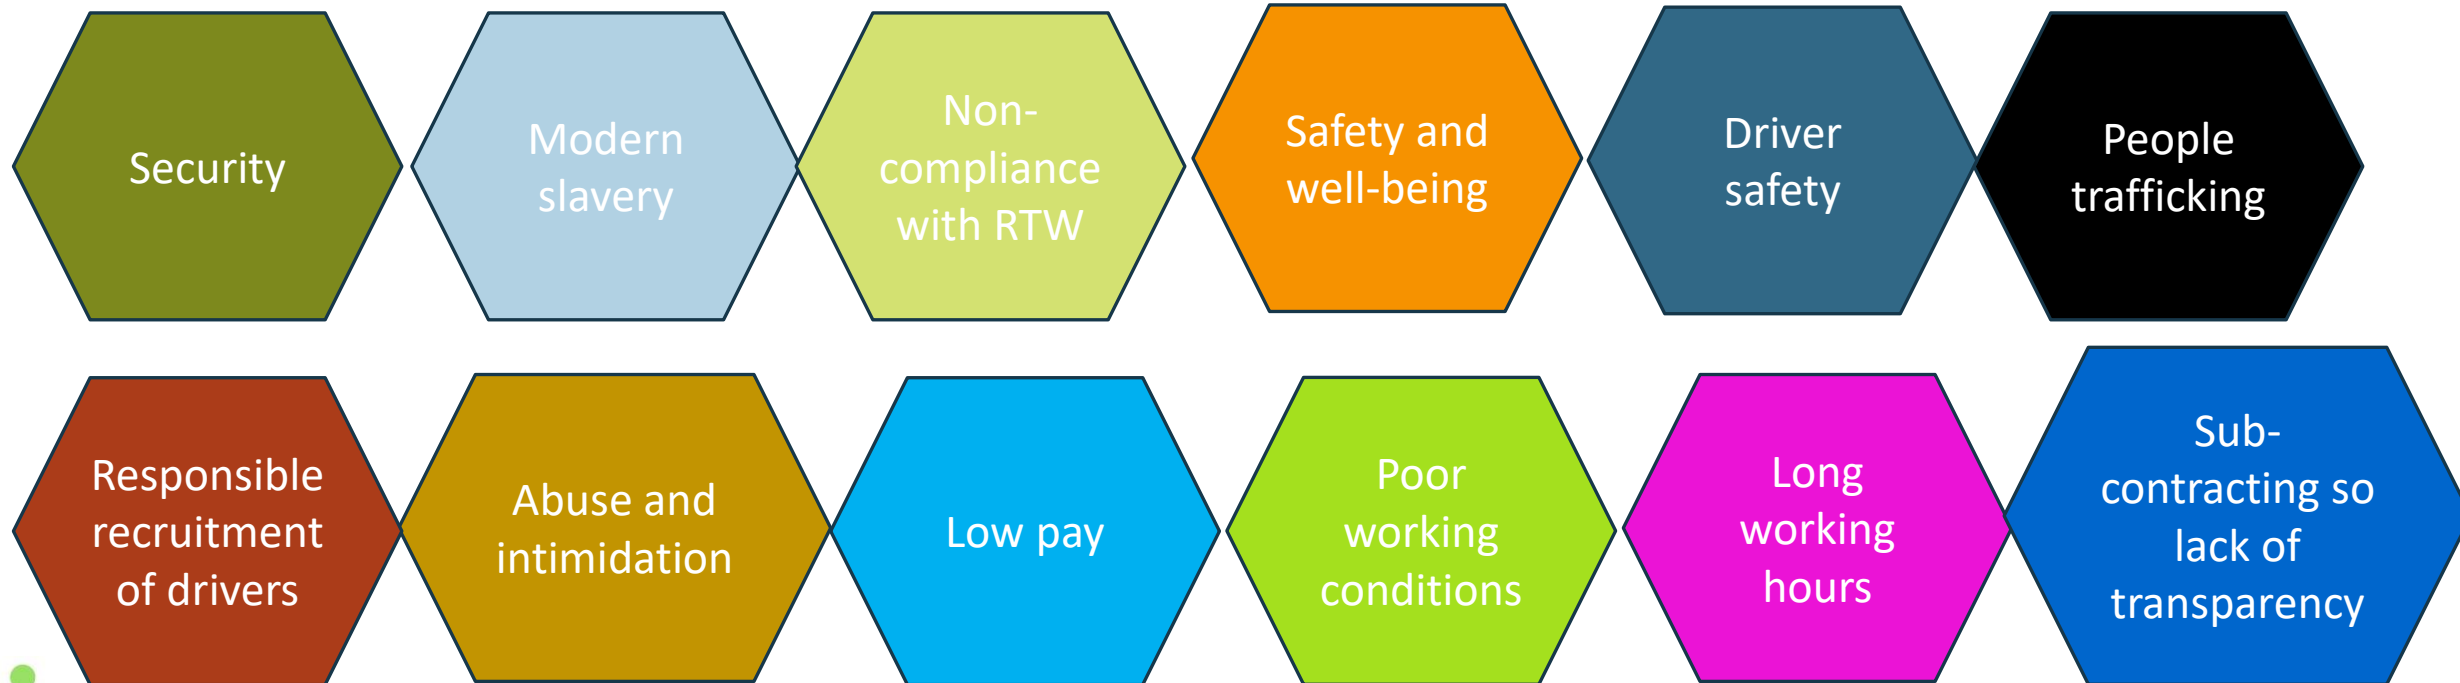 Security
Modern
slavery
Non-
compliance
with RTW
Safety and
well-being
Driver
safety
People
trafficking
Responsible
recruitment
of drivers
Abuse and
intimidation
Low pay
Poor
working
conditions
Long
working
hours
Sub-
contracting so
lack of
transparency